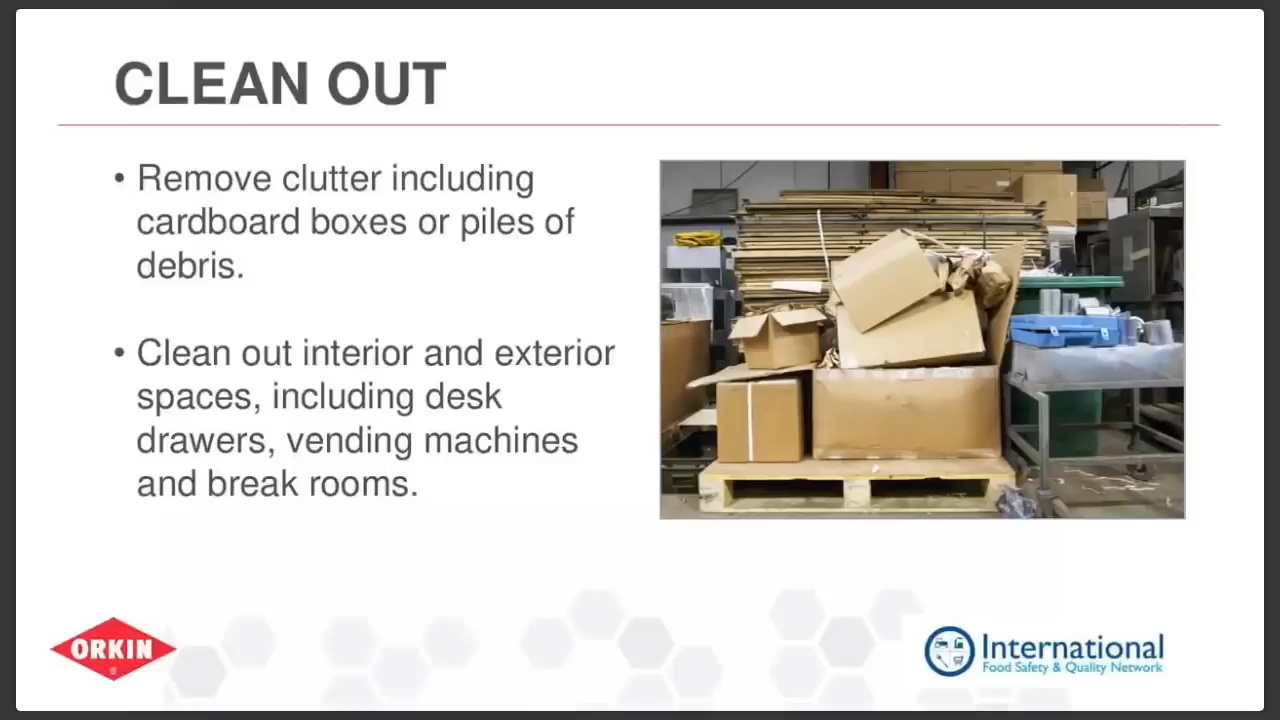 CLEAN OUT
• Remove clutter including
cardboard boxes or piles of
debris.
• Clean out interior and exterior
spaces, including desk
drawers, vending machines
and break rooms.
ORKIN
®
International
Food Safety & Quality Network